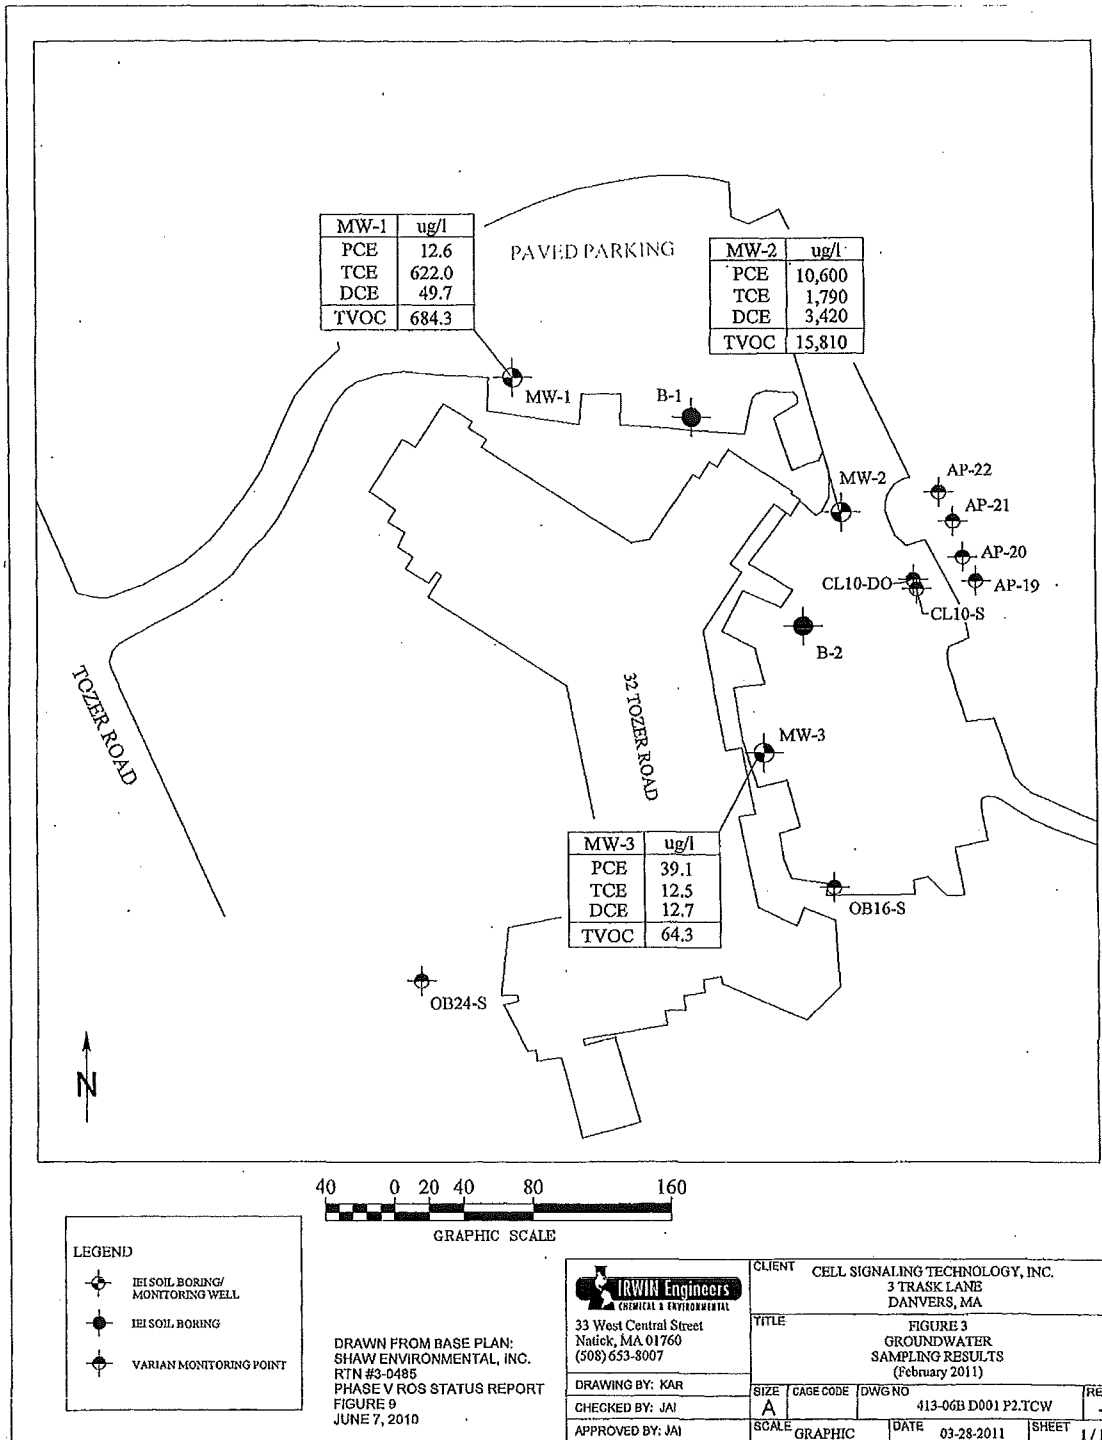 MW-1 ug/l
PCE 12.6
TCE 622.0
DCE 49.7
TVOC 684.3
PAVED PARKING
MW-2 ug/l
PCE 10,600
TCE 1,790
DCE 3,420
TVOC 15,810
MW-1
B-1
MW-2
AP-22
AP-21
AP-20
AP-19
CL10-DO
CL10-S
B-2
TOZER ROAD
32 TOZER ROAD
MW-3
MW-3 ug/l
PCE 39.1
TCE 12.5
DCE 12.7
TVOC 64.3
OB16-S
OB24-S
N
40 0 20 40 80 160
GRAPHIC SCALE
LEGEND
IEI SOIL BORING/
MONITORING WELL
IEI SOIL BORING
VARIAN MONITORING POINT
DRAWN FROM BASE PLAN:
SHAW ENVIRONMENTAL, INC.
RTN #3-0485
PHASE V ROS STATUS REPORT
FIGURE 9
JUNE 7, 2010
IRWIN Engineers
CHEMICAL & ENVIRONMENTAL
33 West Central Street
Natick, MA 01760
(508) 653-8007
DRAWING BY: KAR
CHECKED BY: JAI
APPROVED BY: JAI
CLIENT CELL SIGNALING TECHNOLOGY, INC.
3 TRASK LANE
DANVERS, MA
TITLE FIGURE 3
GROUNDWATER
SAMPLING RESULTS
(February 2011)
SIZE A
CAGE CODE
DWG NO 413-06B D001 P2.TCW
RE
-
SCALE GRAPHIC
DATE 03-28-2011
SHEET 1/1